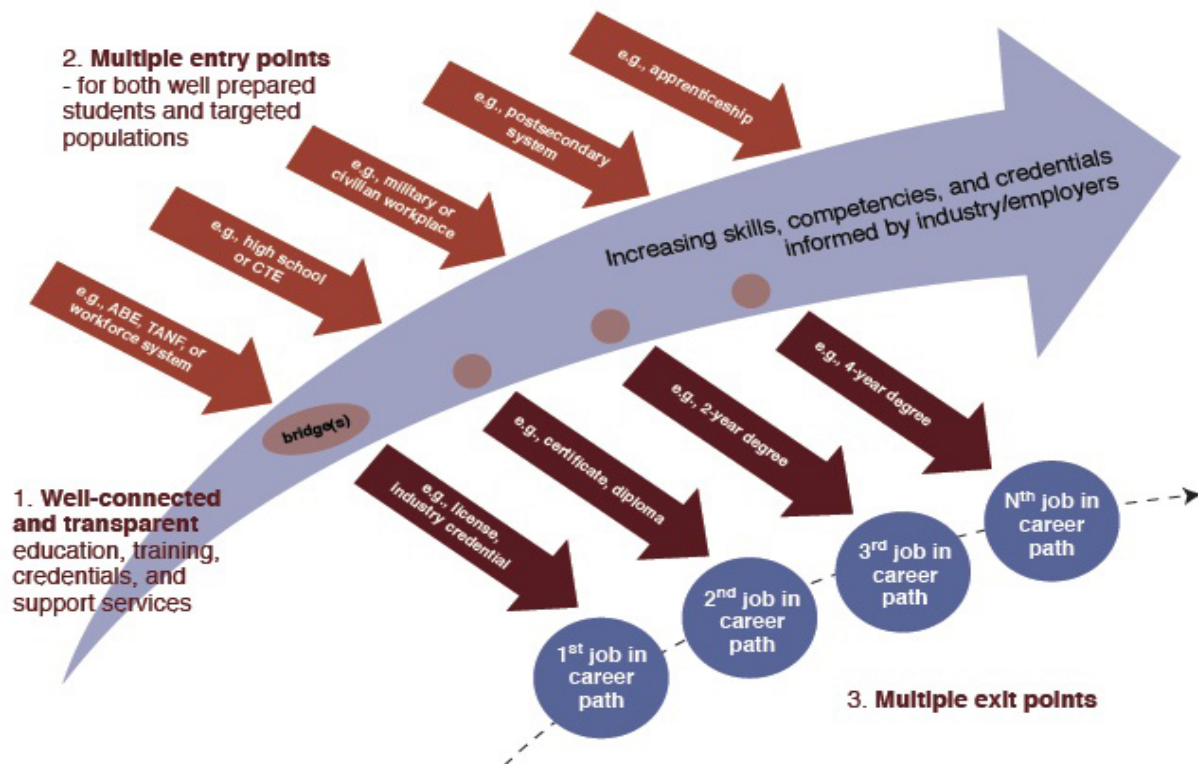 2. Multiple entry points
- for both well prepared
students and targeted
populations
e.g., apprenticeship
e.g., postsecondary
system
e.g., military or
civilian workplace
e.g., high school
or CTE
e.g., ABE, TANF, or
workforce system
Increasing skills, competencies, and credentials
informed by industry/employers
bridge(s)
1. Well-connected
and transparent
education, training,
credentials, and
support services
e.g., license,
industry credential
e.g., certificate, diploma
e.g., 2-year degree
e.g., 4-year degree
1st job in
career
path
2nd job in
career
path
3rd job in
career
path
Nth job in
career
path
3. Multiple exit points